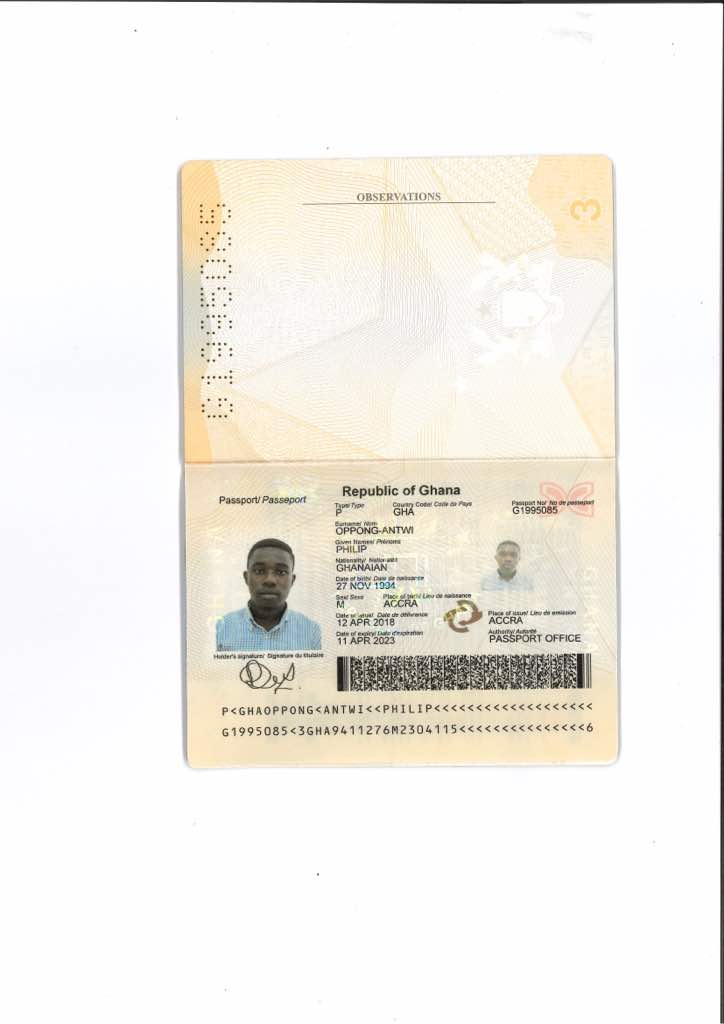 OBSERVATIONS
3
G1995085
Republic of Ghana
Passport/ Passeport
Type/ Type
Country Code/ Code de Pays
Passport No/ No de passeport
P
GHA
G1995085
Surname/ Nom
OPPONG-ANTWI
Given Names/ Prénoms
PHILIP
Nationality/ Nationalité
GHANAIAN
Date of birth/ Date de naissance
27 NOV 1994
Sex/ Sexe
Place of birth/ Lieu de naissance
M
ACCRA
Date of issue/ Date de délivrance
Place of issue/ Lieu de emission
12 APR 2018
ACCRA
Date of expiry/ Date d'expiration
Authority/ Autorité
11 APR 2023
PASSPORT OFFICE
Holder's signature/ Signature du titulaire
P<GHAOPPONG<ANTWI<<PHILIP<<<<<<<<<<<<<<<<<<<
G1995085<3GHA9411276M2304115<<<<<<<<<<<<<<<6